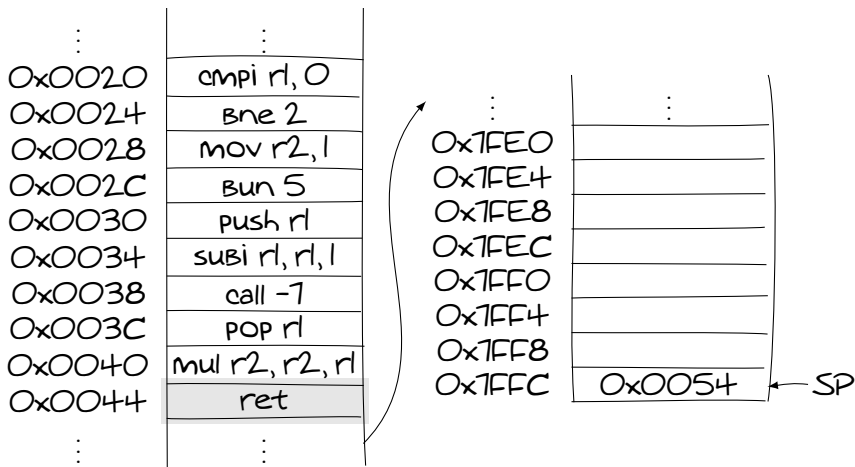 ⋮ ⋮
0x0020 cmpi r1, 0
0x0024 bne 2
0x0028 mov r2, 1
0x002C bun 5
0x0030 push r1
0x0034 subi r1, r1, 1
0x0038 call -7
0x003C pop r1
0x0040 mul r2, r2, r1
0x0044 ret
⋮ ⋮
⋮ ⋮
0x7FE0
0x7FE4
0x7FE8
0x7FEC
0x7FF0
0x7FF4
0x7FF8
0x7FFC 0x0054 SP